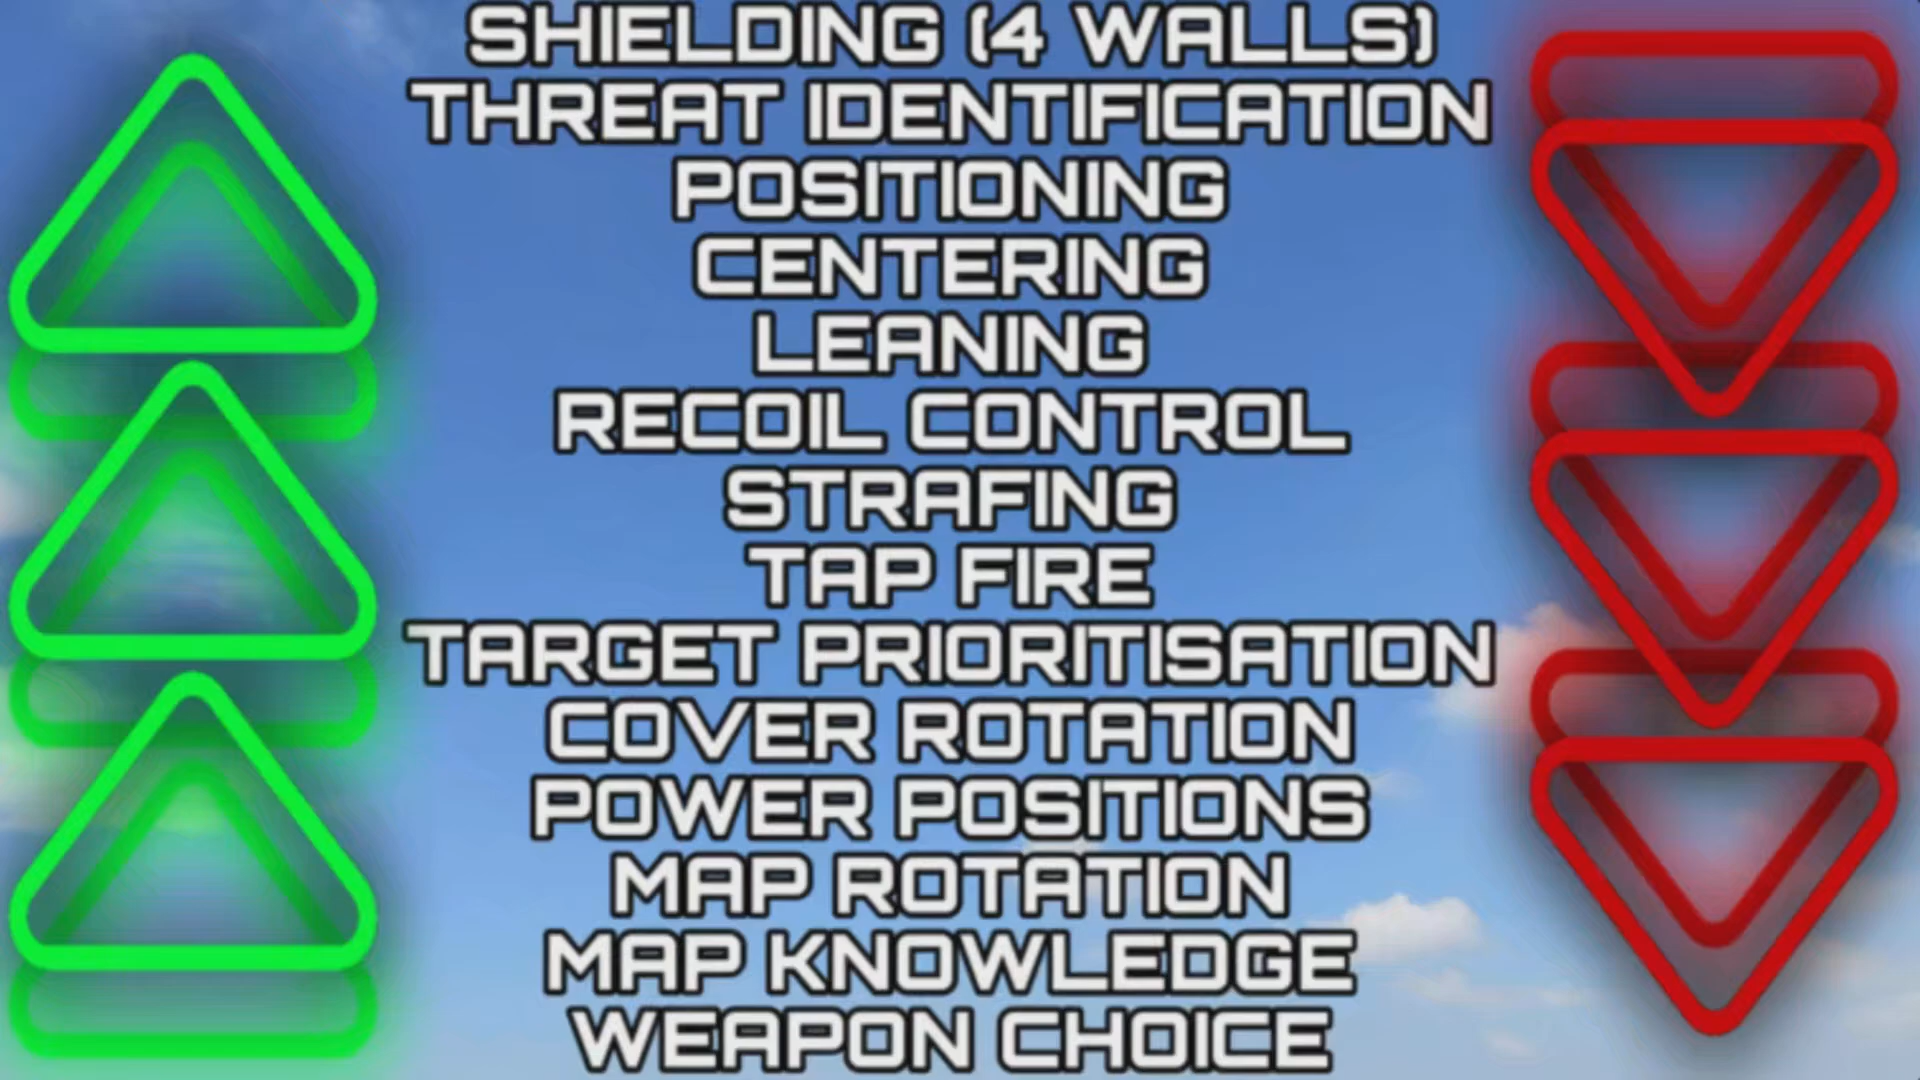 SHIELDING (4 WALLS)
THREAT IDENTIFICATION
POSITIONING
CENTERING
LEANING
RECOIL CONTROL
STRAFING
TAP FIRE
TARGET PRIORITISATION
COVER ROTATION
POWER POSITIONS
MAP ROTATION
MAP KNOWLEDGE
WEAPON CHOICE